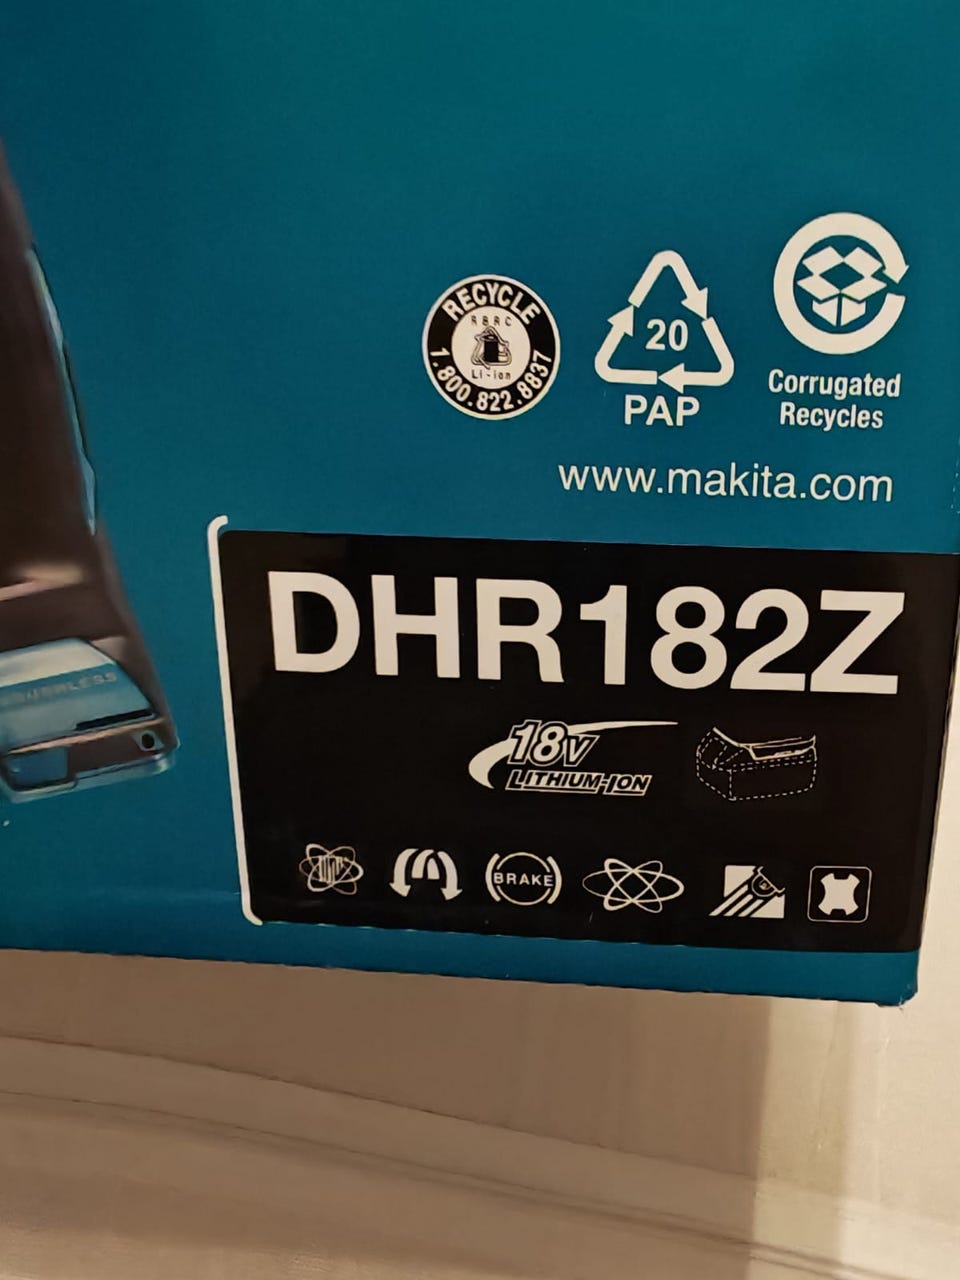 RECYCLE
RBRC
Li-ion
1.800.822.8837
20
PAP
Corrugated
Recycles
www.makita.com
BRUSHLESS
DHR182Z
18V
LITHIUM-ION
BRAKE